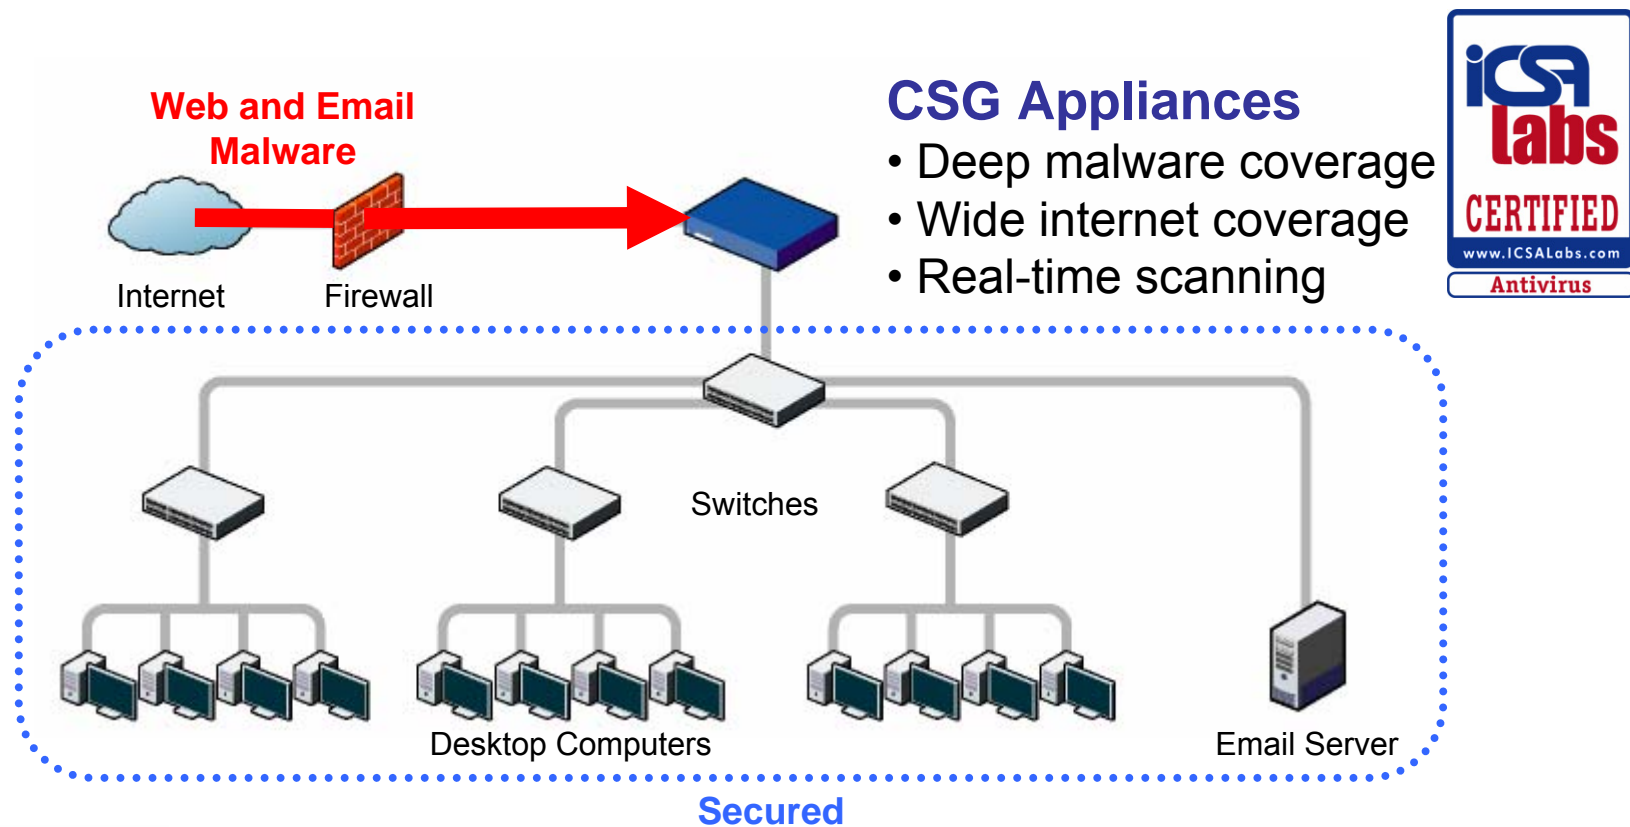 Web and Email
Malware
Internet
Firewall
CSG Appliances
• Deep malware coverage
• Wide internet coverage
• Real-time scanning
iCSA
labs
CERTIFIED
www.ICSALabs.com
Antivirus
Switches
Desktop Computers
Email Server
Secured